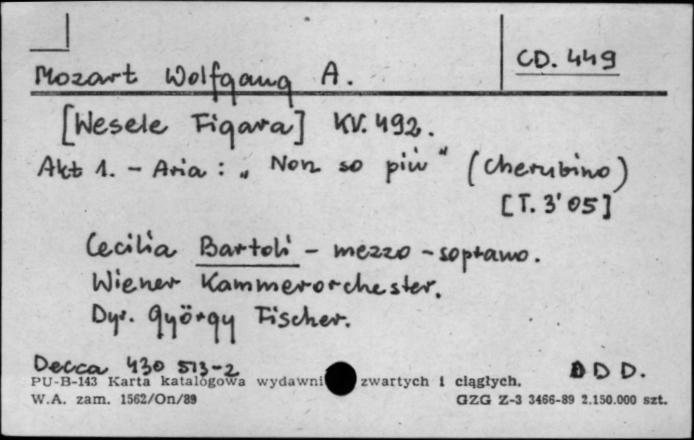 CD. 449
Mozart Wolfgang A.
[Wesele Figara] KV. 492.
Akt 1. - Aria : „Non so più" (Cherubino)
[T. 3'05]
Cecilia Bartoli - mezzo-sopran.
Wiener Kammerorchester.
Dyr. György Fischer.
Decca 430 513-2 DDD.
PU-B-143 Karta katalogowa wydawni zwartych i ciągłych.
W.A. zam. 1562/On/89 GZG Z-3 3466-89 2.150.000 szt.